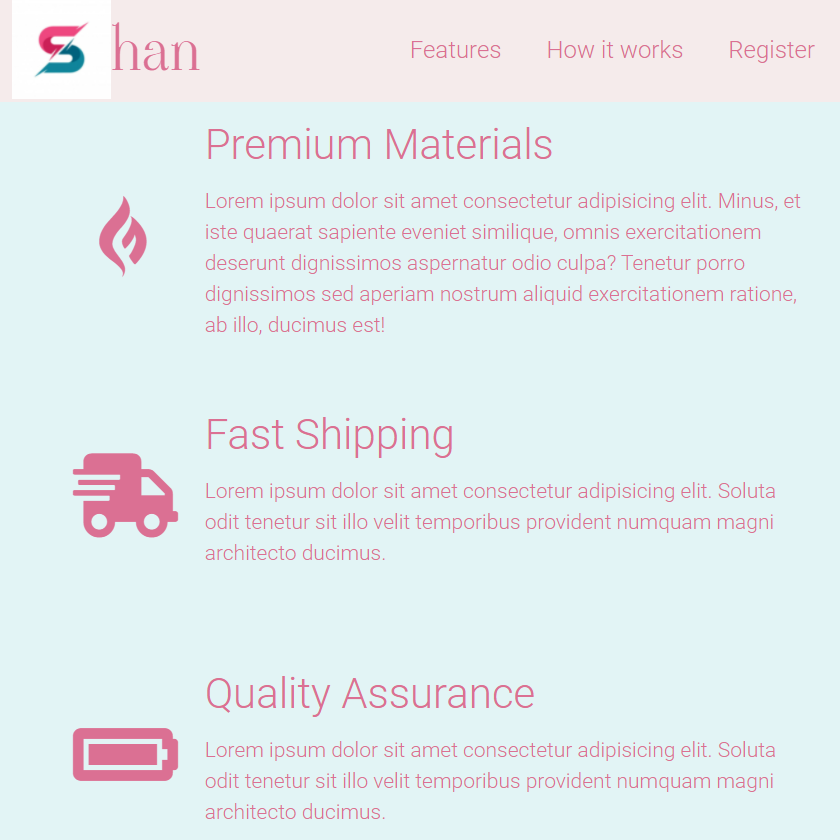 han
Features How it works Register
Premium Materials
Lorem ipsum dolor sit amet consectetur adipisicing elit. Minus, et
iste quaerat sapiente eveniet similique, omnis exercitationem
deserunt dignissimos aspernatur odio culpa? Tenetur porro
dignissimos sed aperiam nostrum aliquid exercitationem ratione,
ab illo, ducimus est!
Fast Shipping
Lorem ipsum dolor sit amet consectetur adipisicing elit. Soluta
odit tenetur sit illo velit temporibus provident numquam magni
architecto ducimus.
Quality Assurance
Lorem ipsum dolor sit amet consectetur adipisicing elit. Soluta
odit tenetur sit illo velit temporibus provident numquam magni
architecto ducimus.